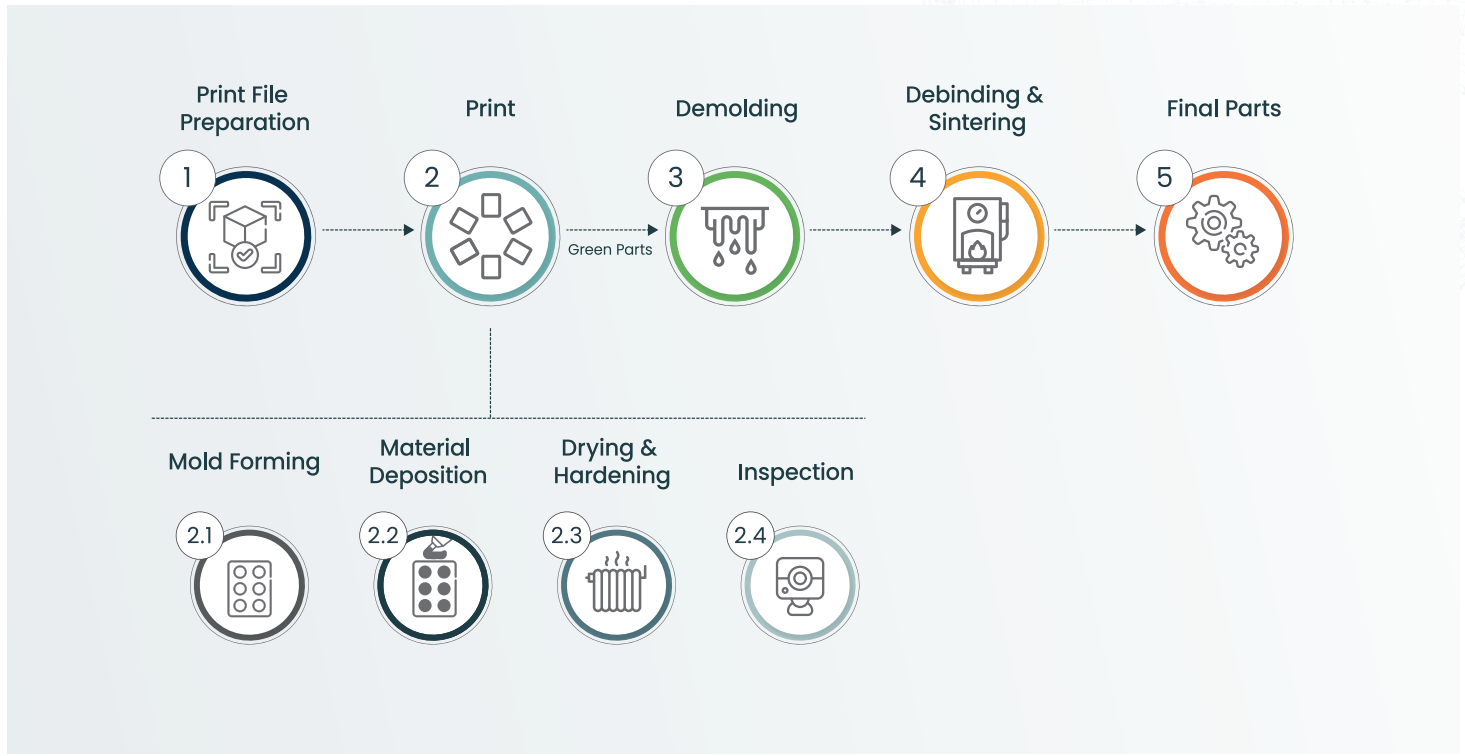 Print File
Preparation
Print
Demolding
Debinding &
Sintering
Final Parts
1
2
3
4
5
Green Parts
Mold Forming
Material
Deposition
Drying &
Hardening
Inspection
2.1
2.2
2.3
2.4